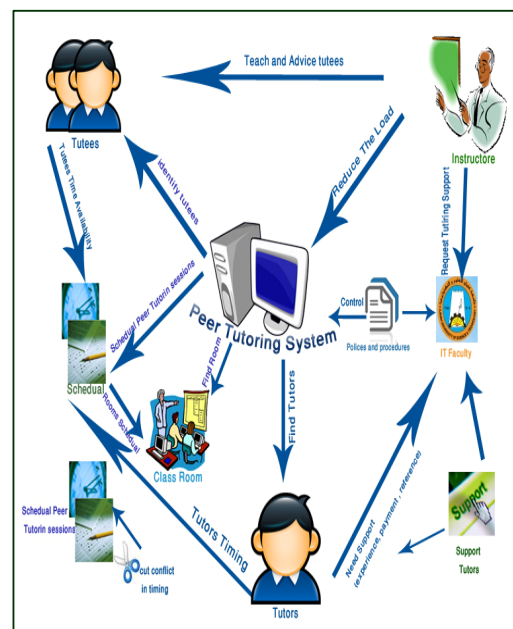 Teach and Advice tutees
Tutees
Instructore
Reduce The Load
Identify tutees
Tutees Time Availability
Request Tutiring Support
Schedual Peer Tutorin sessions
Peer Tutoring System
Control
Polices and procedures
IT Faculty
Schedual
Find Room
Find Tutors
Rooms Schedual
Class Room
Schedual Peer
Tutorin sessions
cut conflict
in timing
Tutors Timing
Tutors
Need Support
(experience, payment , reference)
Support
Support
Tutors